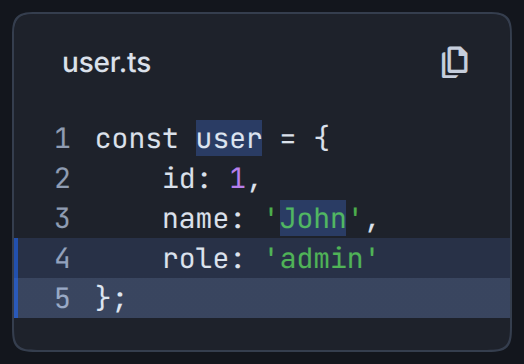 user.ts
1 const user = {
2     id: 1,
3     name: 'John',
4     role: 'admin'
5 };